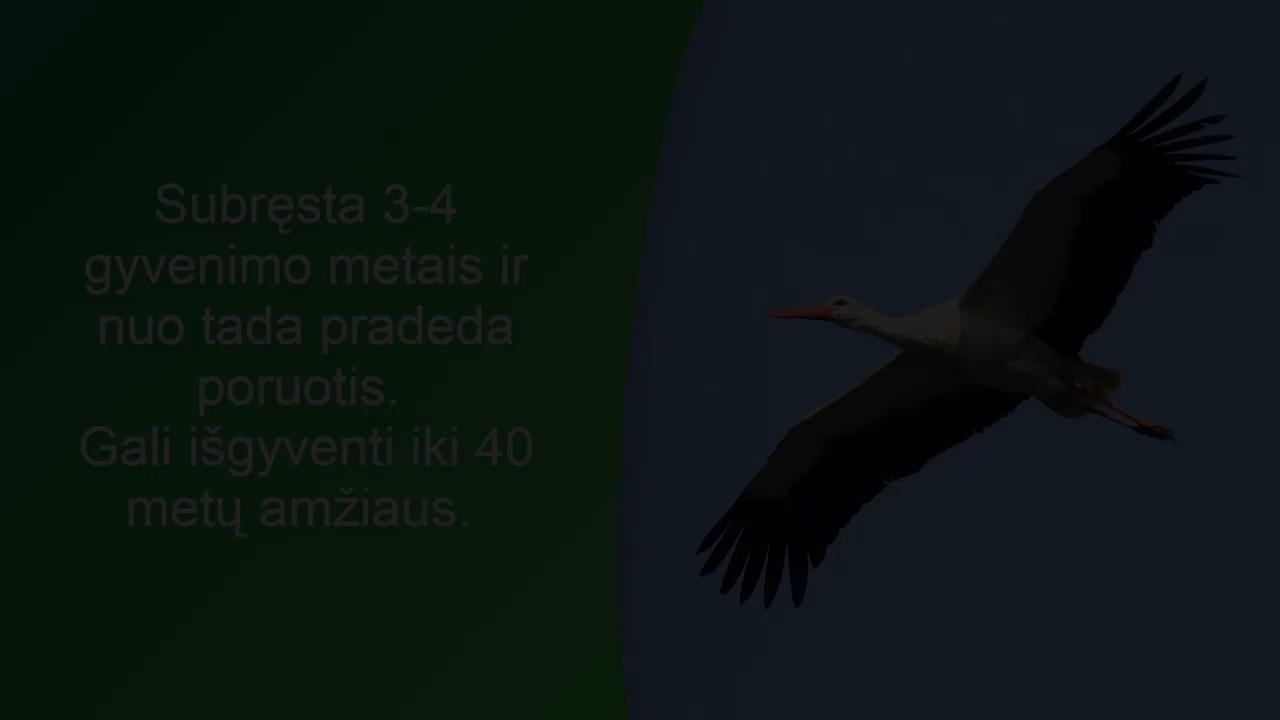 Subręsta 3-4
gyvenimo metais ir
nuo tada pradeda
poruotis.
Gali išgyventi iki 40
metų amžiaus.